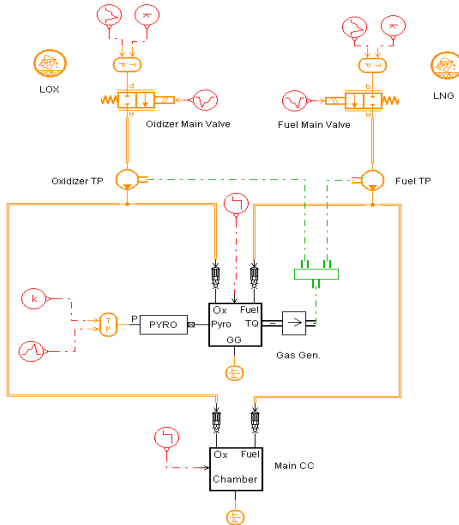 k
k
T
P
T
P
LOX
LNG
Oidizer Main Valve
Fuel Main Valve
Oxidizer TP
Fuel TP
k
Ox
Fuel
T
P
P
PYRO
Pyro
TQ
GG
Gas Gen.
P/T
Ox
Fuel
Main CC
Chamber
P/T